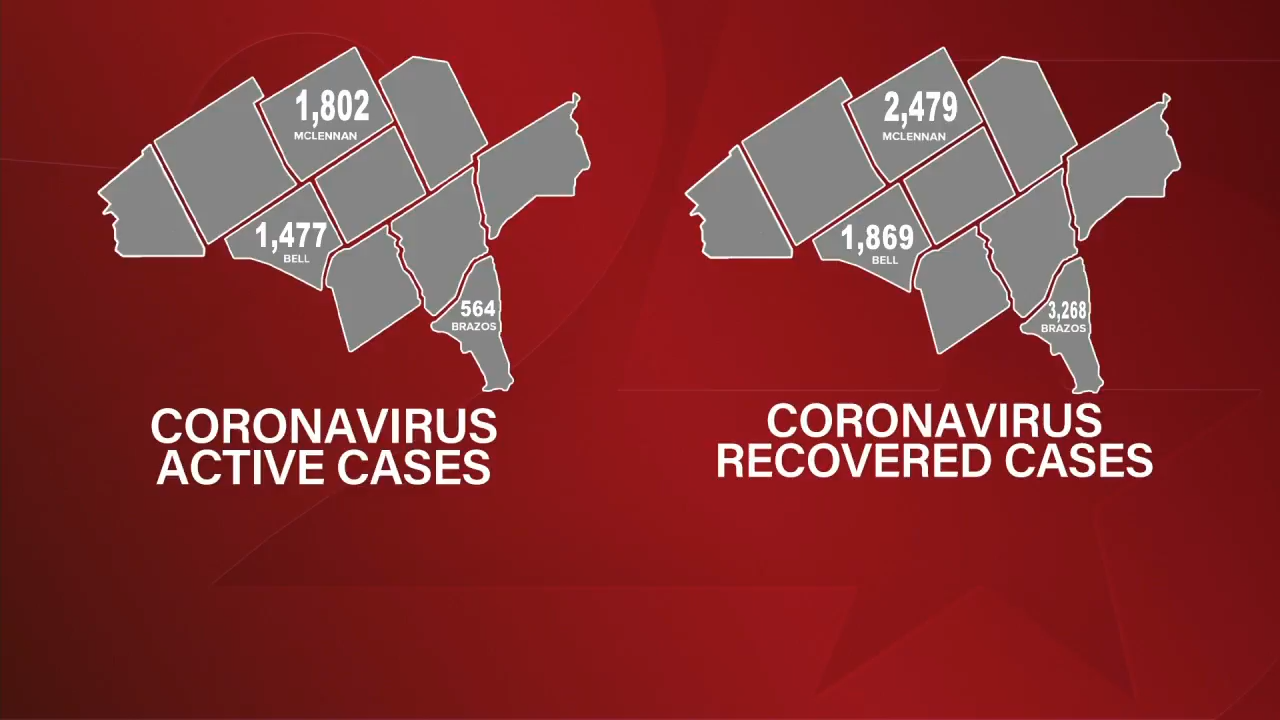 1,802
MCLENNAN
1,477
BELL
564
BRAZOS
CORONAVIRUS
ACTIVE CASES
2,479
MCLENNAN
1,869
BELL
3,268
BRAZOS
CORONAVIRUS
RECOVERED CASES